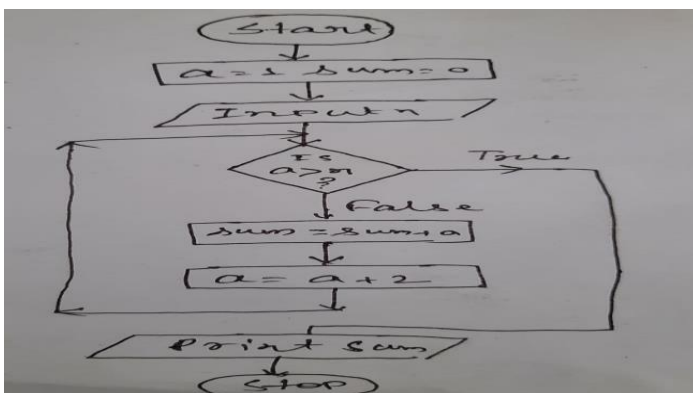 Start
a=1 sum=0
Input n
Is
a>n
?
True
False
sum=sum+a
a=a+2
Print sum
Stop